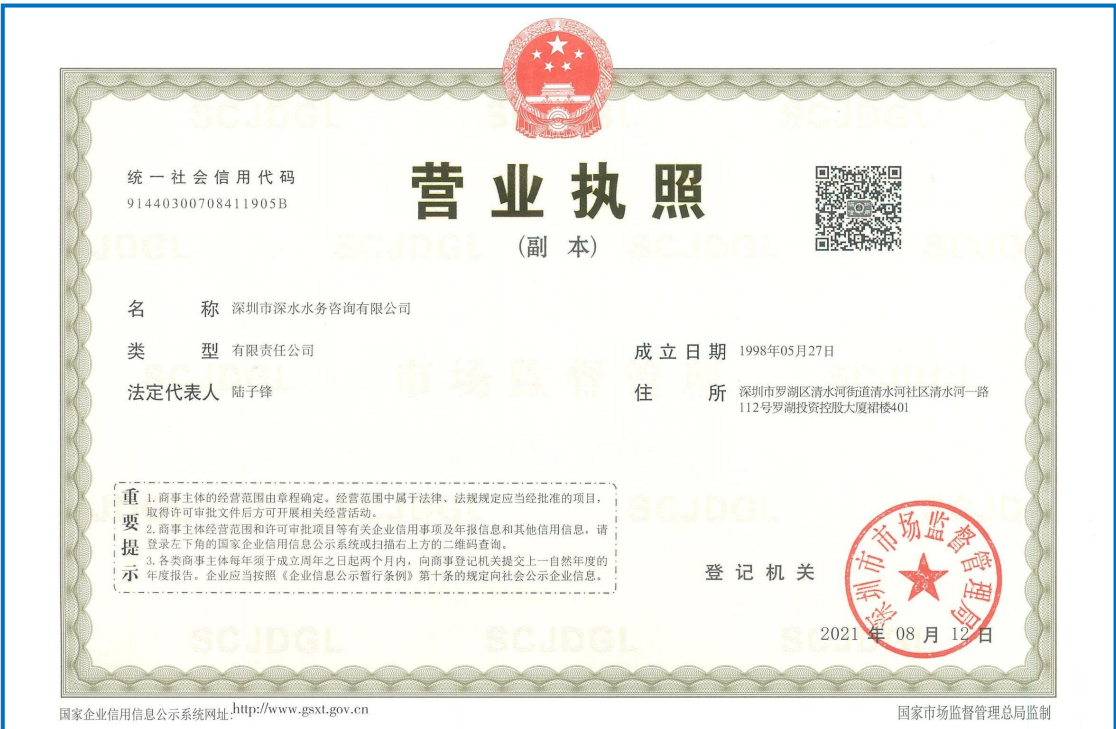 统一社会信用代码
91440300708411905B
营业执照
(副 本)
名 称 深圳市深水水务咨询有限公司
类 型 有限责任公司
法定代表人 陆子锋
成立日期 1998年05月27日
住 所 深圳市罗湖区清水河街道清水河社区清水河一路
112号罗湖投资控股大厦裙楼401
重要提示
1.商事主体的经营范围由章程确定。经营范围中属于法律、法规规定应当经批准的项目,
取得许可审批文件后方可开展相关经营活动。
2.商事主体经营范围和许可审批项目等有关企业信用事项及年报信息和其他信用信息,请
登录左下角的国家企业信用信息公示系统或扫描右上方的二维码查询。
3.各类商事主体每年须于成立周年之日起两个月内,向商事登记机关提交上一自然年度的
年度报告。企业应当按照《企业信息公示暂行条例》第十条的规定向社会公示企业信息。
登记机关
深圳市市场监督管理局
2021 年 08 月 12 日
国家企业信用信息公示系统网址:http://www.gsxt.gov.cn
国家市场监督管理总局监制
SCJDGL
市场监督管理